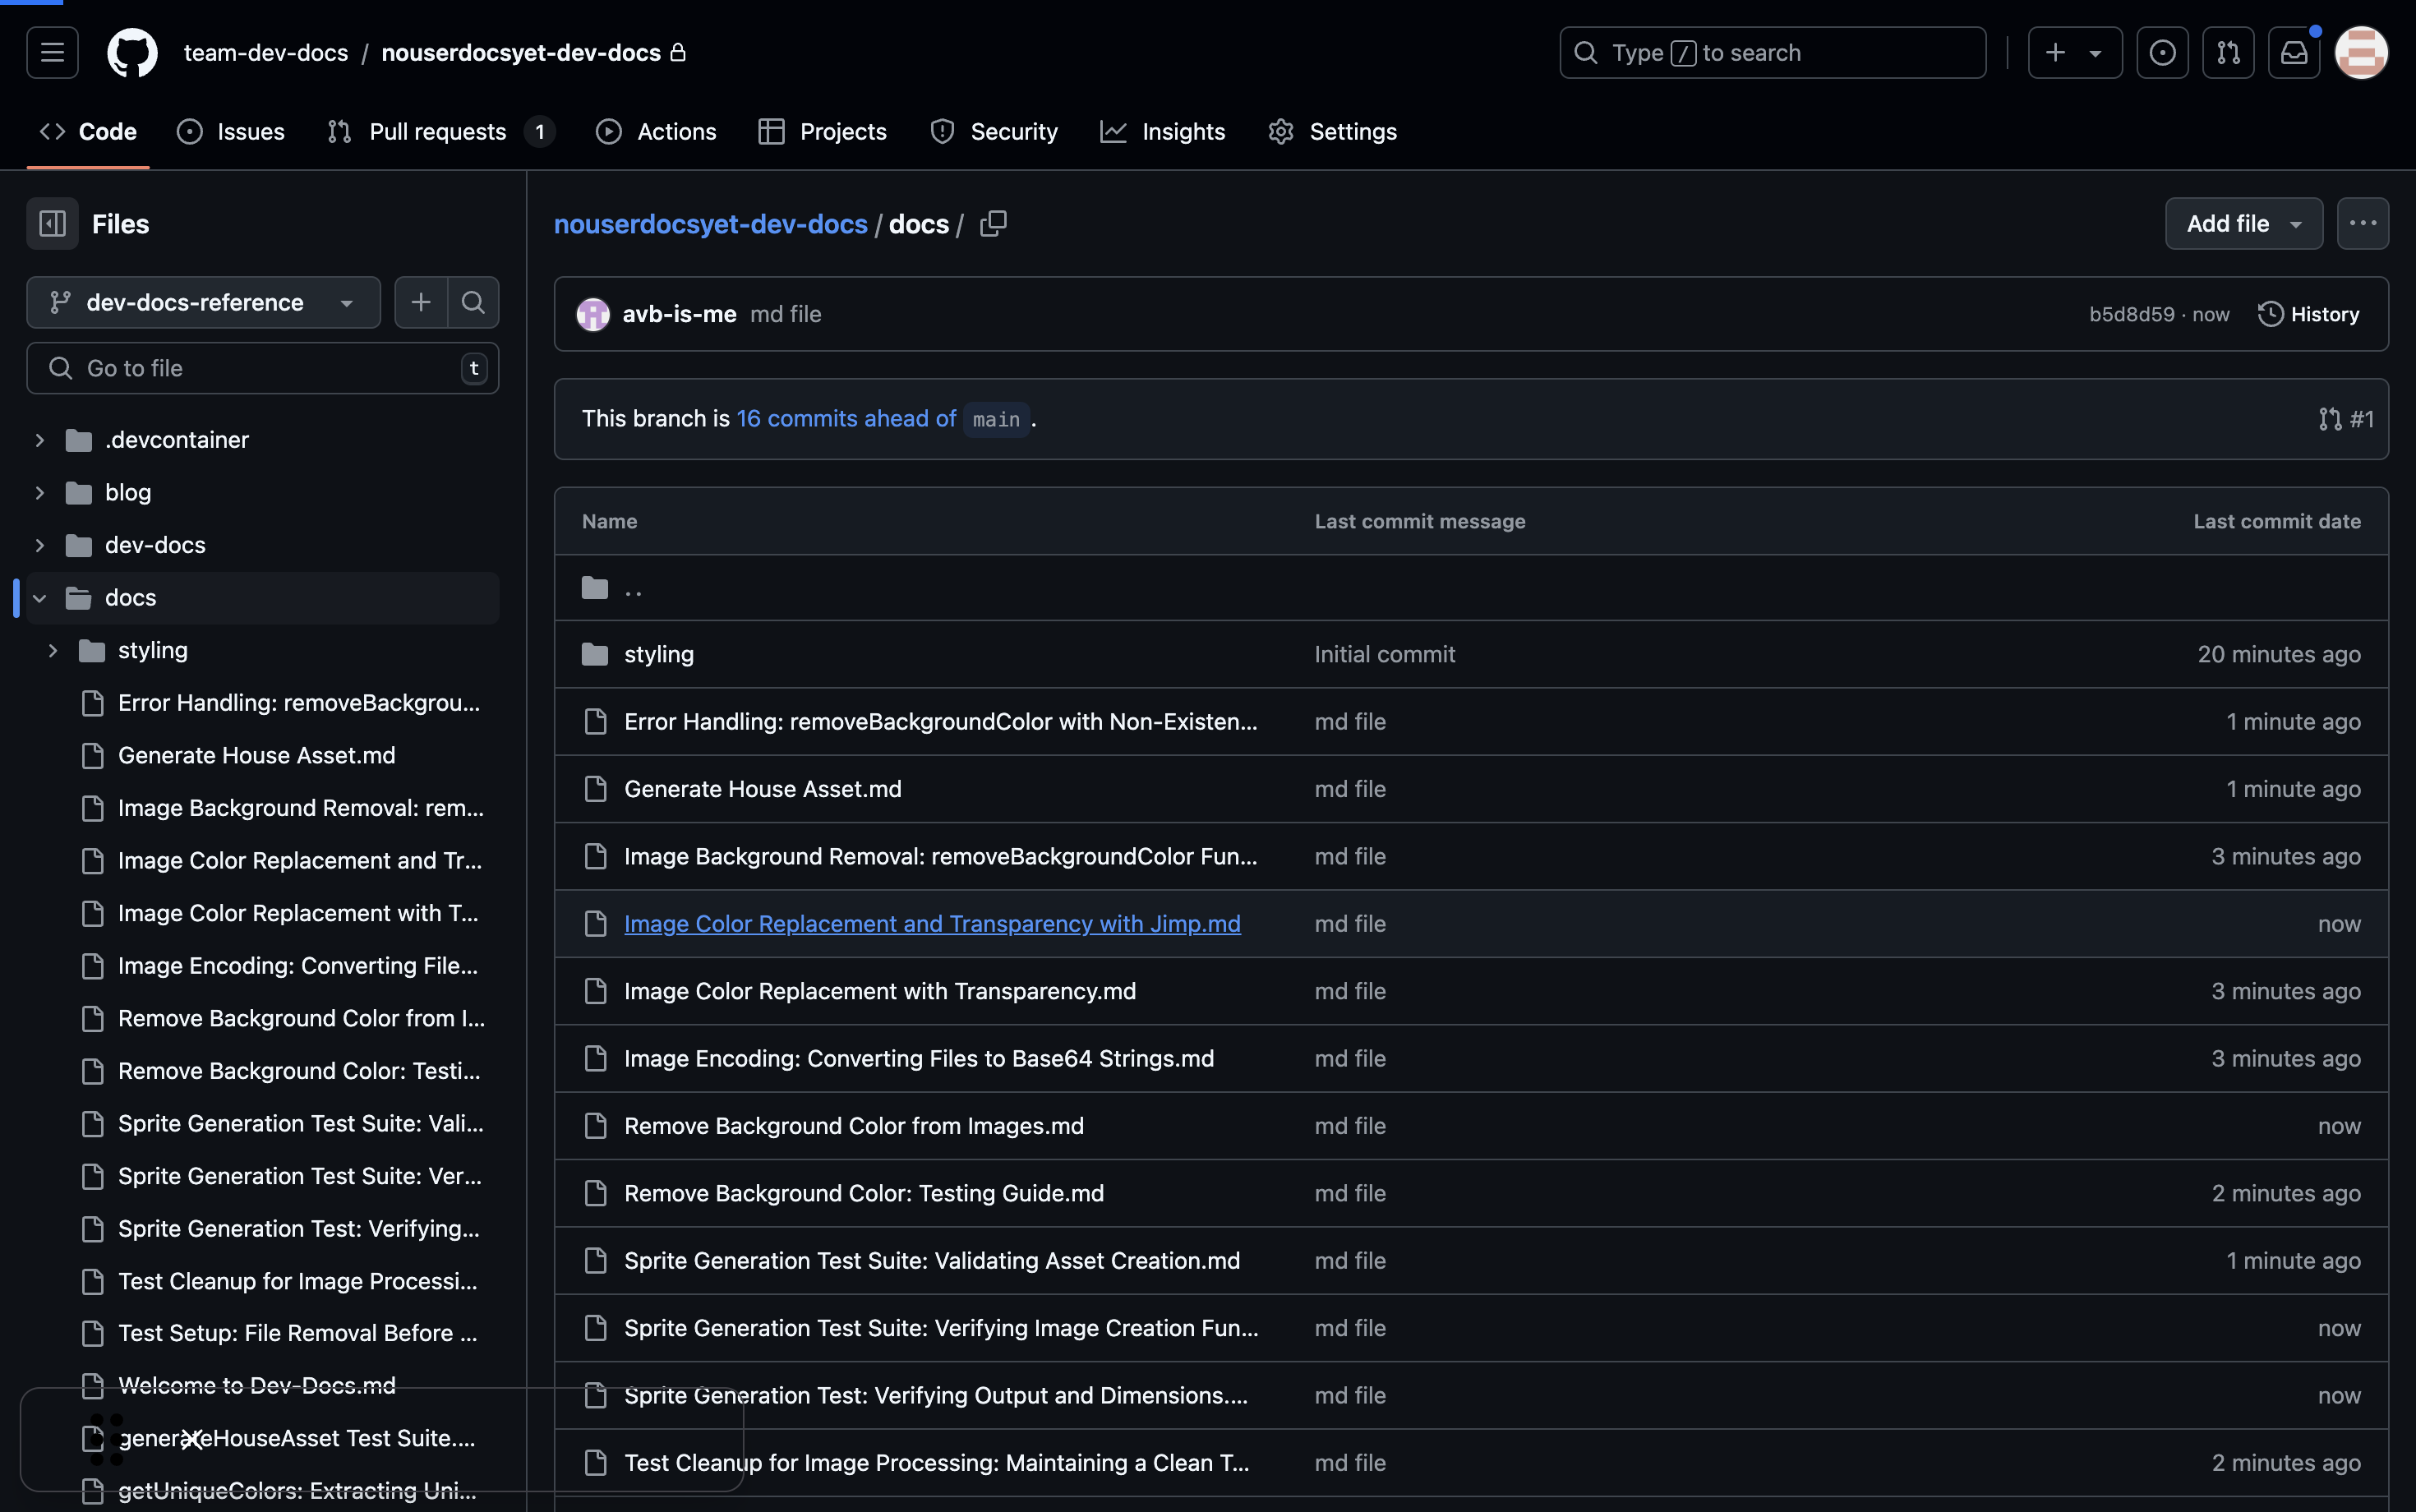 team-dev-docs / nouserdocsyet-dev-docs
Type / to search
Code
Issues
Pull requests 1
Actions
Projects
Security
Insights
Settings
Files
dev-docs-reference
Go to file t
.devcontainer
blog
dev-docs
docs
styling
Error Handling: removeBackgrou...
Generate House Asset.md
Image Background Removal: rem...
Image Color Replacement and Tr...
Image Color Replacement with T...
Image Encoding: Converting File...
Remove Background Color from I...
Remove Background Color: Testi...
Sprite Generation Test Suite: Vali...
Sprite Generation Test Suite: Ver...
Sprite Generation Test: Verifying...
Test Cleanup for Image Processi...
Test Setup: File Removal Before ...
Welcome to Dev-Docs.md
generateHouseAsset Test Suite....
getUniqueColors: Extracting Uni...
nouserdocsyet-dev-docs / docs /
Add file
avb-is-me md file
b5d8d59 · now
History
This branch is 16 commits ahead of main .
#1
Name Last commit message Last commit date
..
styling Initial commit 20 minutes ago
Error Handling: removeBackgroundColor with Non-Existen... md file 1 minute ago
Generate House Asset.md md file 1 minute ago
Image Background Removal: removeBackgroundColor Fun... md file 3 minutes ago
Image Color Replacement and Transparency with Jimp.md md file now
Image Color Replacement with Transparency.md md file 3 minutes ago
Image Encoding: Converting Files to Base64 Strings.md md file 3 minutes ago
Remove Background Color from Images.md md file now
Remove Background Color: Testing Guide.md md file 2 minutes ago
Sprite Generation Test Suite: Validating Asset Creation.md md file 1 minute ago
Sprite Generation Test Suite: Verifying Image Creation Fun... md file now
Sprite Generation Test: Verifying Output and Dimensions.... md file now
Test Cleanup for Image Processing: Maintaining a Clean T... md file 2 minutes ago